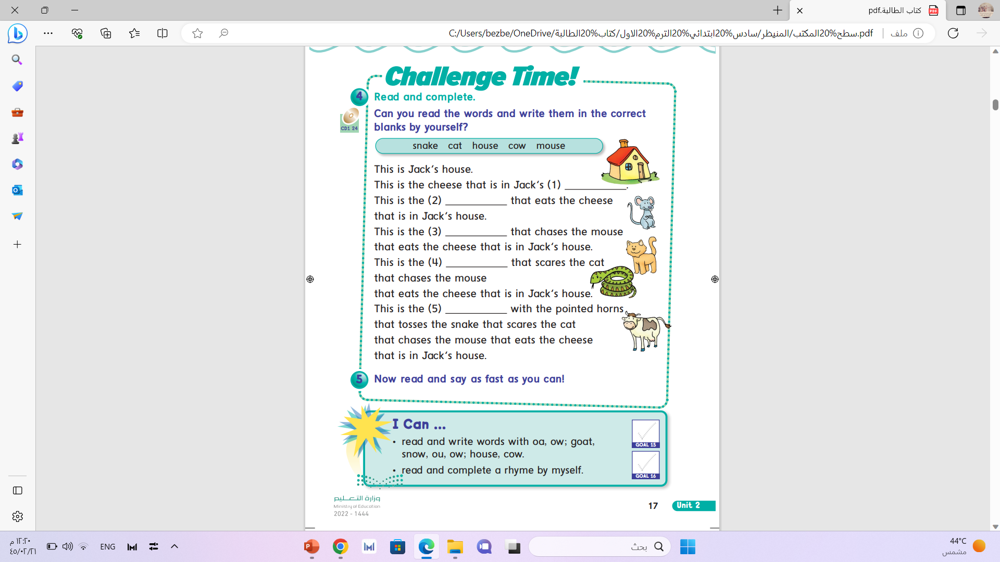 كتاب الطالبة.pdf
C:/Users/bezbe/OneDrive/سطح%20المكتب/المنيظر/سادس%20ابتدائي%20الترم%20الاول/كتاب%20الطالبة.pdf
ملف
Challenge Time!
4 Read and complete.
CD1 24
Can you read the words and write them in the correct
blanks by yourself?
snake cat house cow mouse
This is Jack's house.
This is the cheese that is in Jack's (1) ____________.
This is the (2) ____________ that eats the cheese
that is in Jack's house.
This is the (3) ____________ that chases the mouse
that eats the cheese that is in Jack's house.
This is the (4) ____________ that scares the cat
that chases the mouse
that eats the cheese that is in Jack's house.
This is the (5) ____________ with the pointed horns
that tosses the snake that scares the cat
that chases the mouse that eats the cheese
that is in Jack's house.
5 Now read and say as fast as you can!
I Can ...
• read and write words with oa, ow; goat,
snow, ou, ow; house, cow.
GOAL 15
• read and complete a rhyme by myself.
GOAL 16
وزارة التعليم
Ministry of Education
2022 - 1444
17
Unit 2
١٢:٢٠ م
٤٥/٠٢/٢١
ENG
بحث
44°C
مشمس